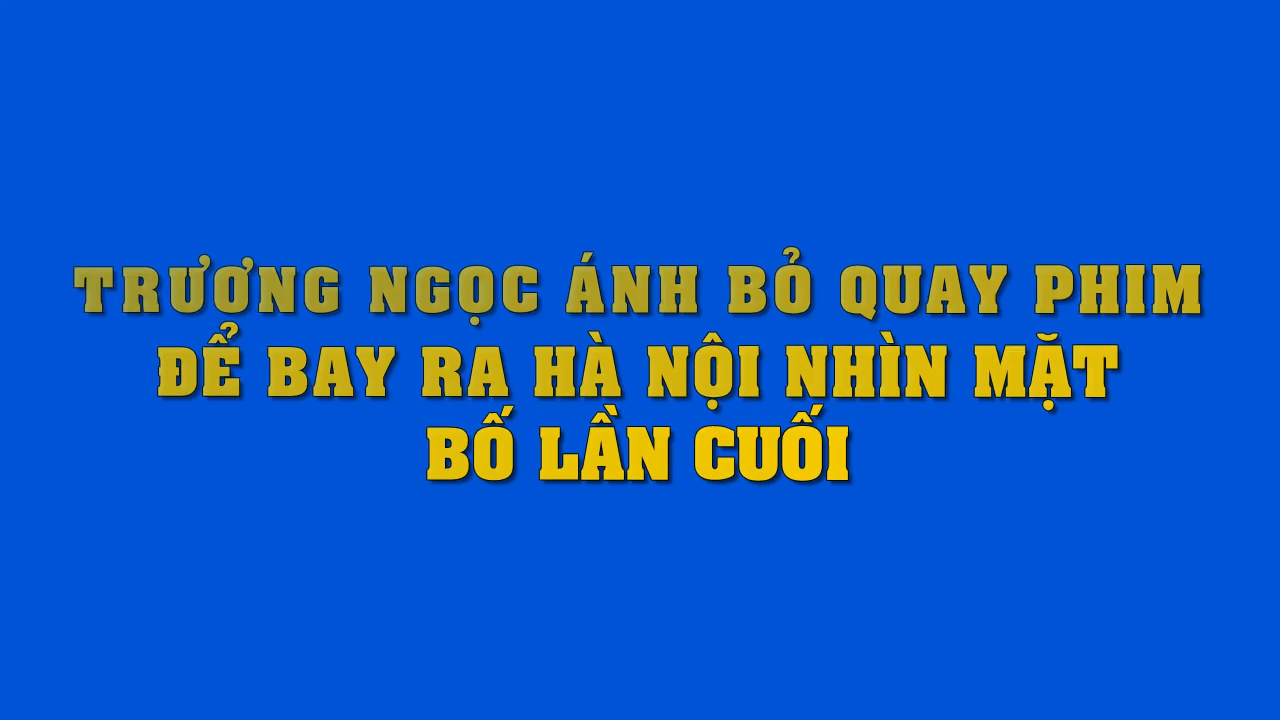 TRƯƠNG NGỌC ÁNH BỎ QUAY PHIM
ĐỂ BAY RA HÀ NỘI NHÌN MẶT
BỐ LẦN CUỐI